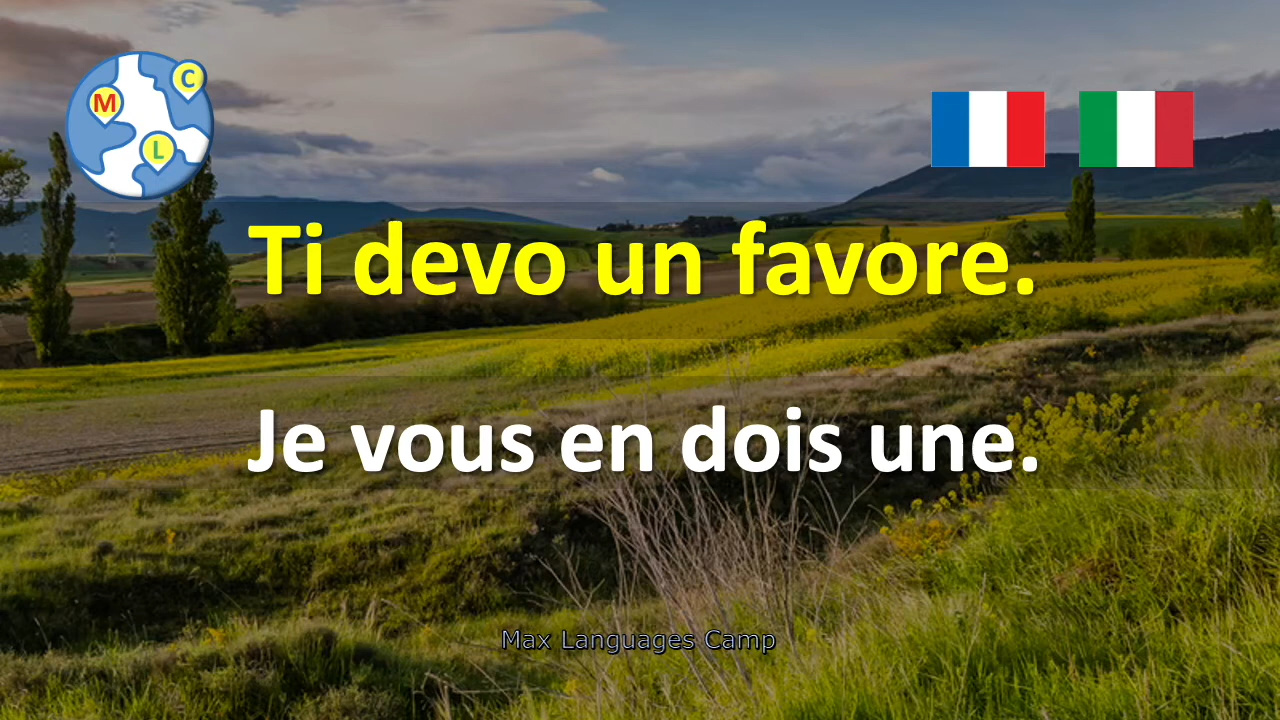 M
C
L
Ti devo un favore.
Je vous en dois une.
Max Languages Camp